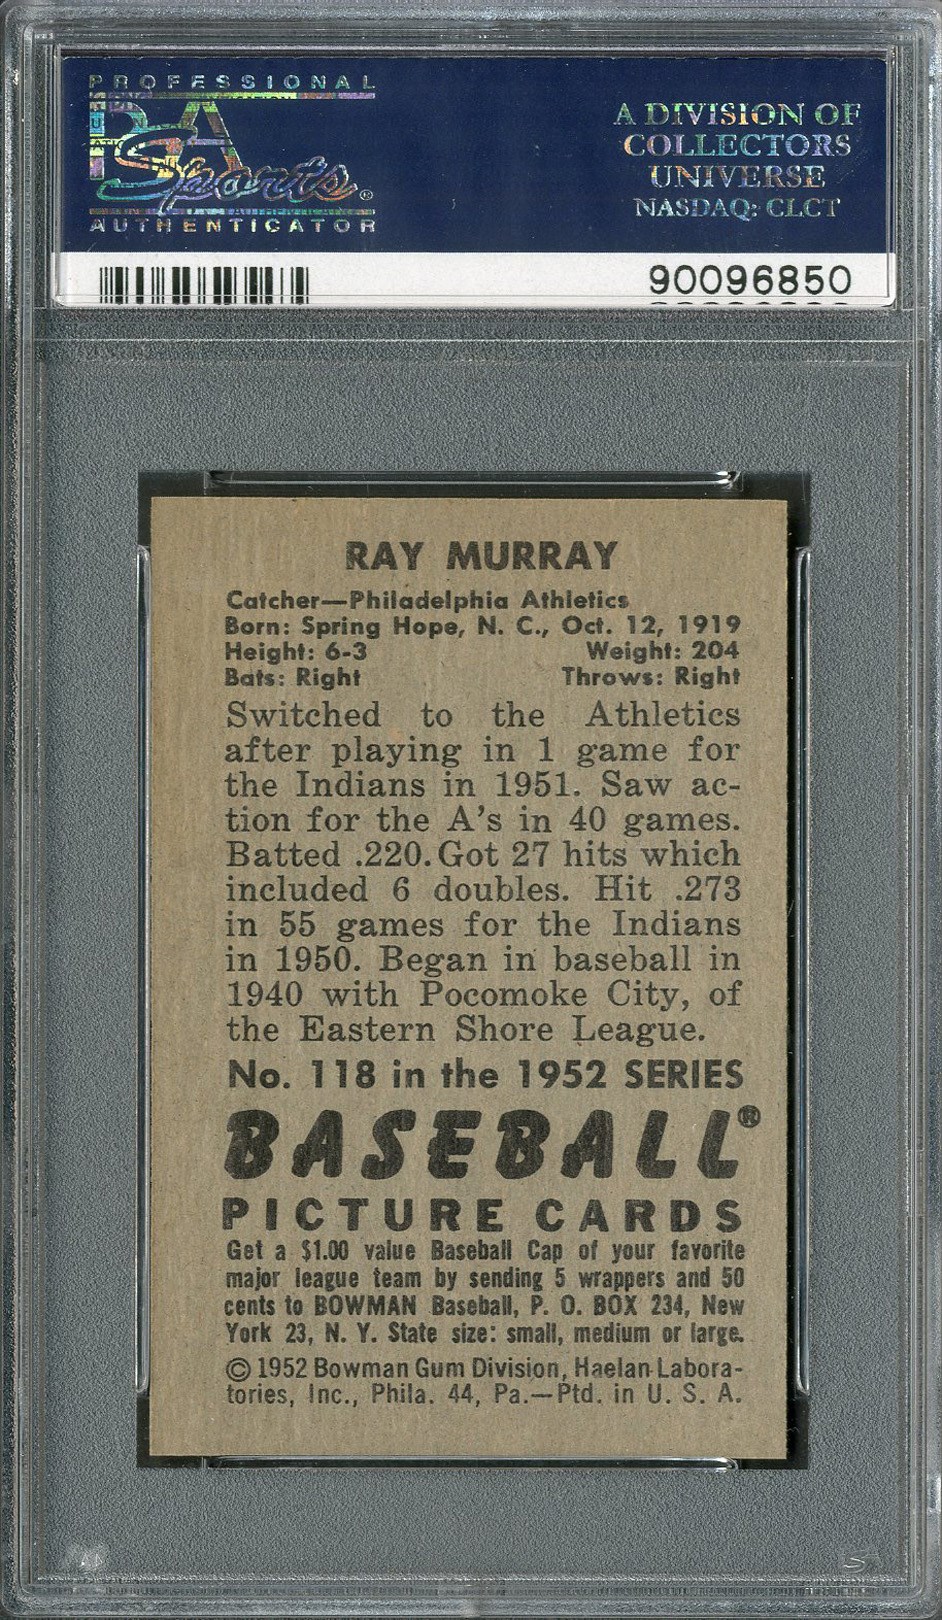 PROFESSIONAL
PSA
Sports®
AUTHENTICATOR
A DIVISION OF
COLLECTORS
UNIVERSE
NASDAQ: CLCT
90096850
RAY MURRAY
Catcher—Philadelphia Athletics
Born: Spring Hope, N. C., Oct. 12, 1919
Height: 6-3 Weight: 204
Bats: Right Throws: Right
Switched to the Athletics
after playing in 1 game for
the Indians in 1951. Saw ac-
tion for the A's in 40 games.
Batted .220. Got 27 hits which
included 6 doubles. Hit .273
in 55 games for the Indians
in 1950. Began in baseball in
1940 with Pocomoke City, of
the Eastern Shore League.
No. 118 in the 1952 SERIES
BASEBALL®
PICTURE CARDS
Get a $1.00 value Baseball Cap of your favorite
major league team by sending 5 wrappers and 50
cents to BOWMAN Baseball, P. O. BOX 234, New
York 23, N. Y. State size: small, medium or large.
© 1952 Bowman Gum Division, Haelan Labora-
tories, Inc., Phila. 44, Pa.—Ptd. in U. S. A.